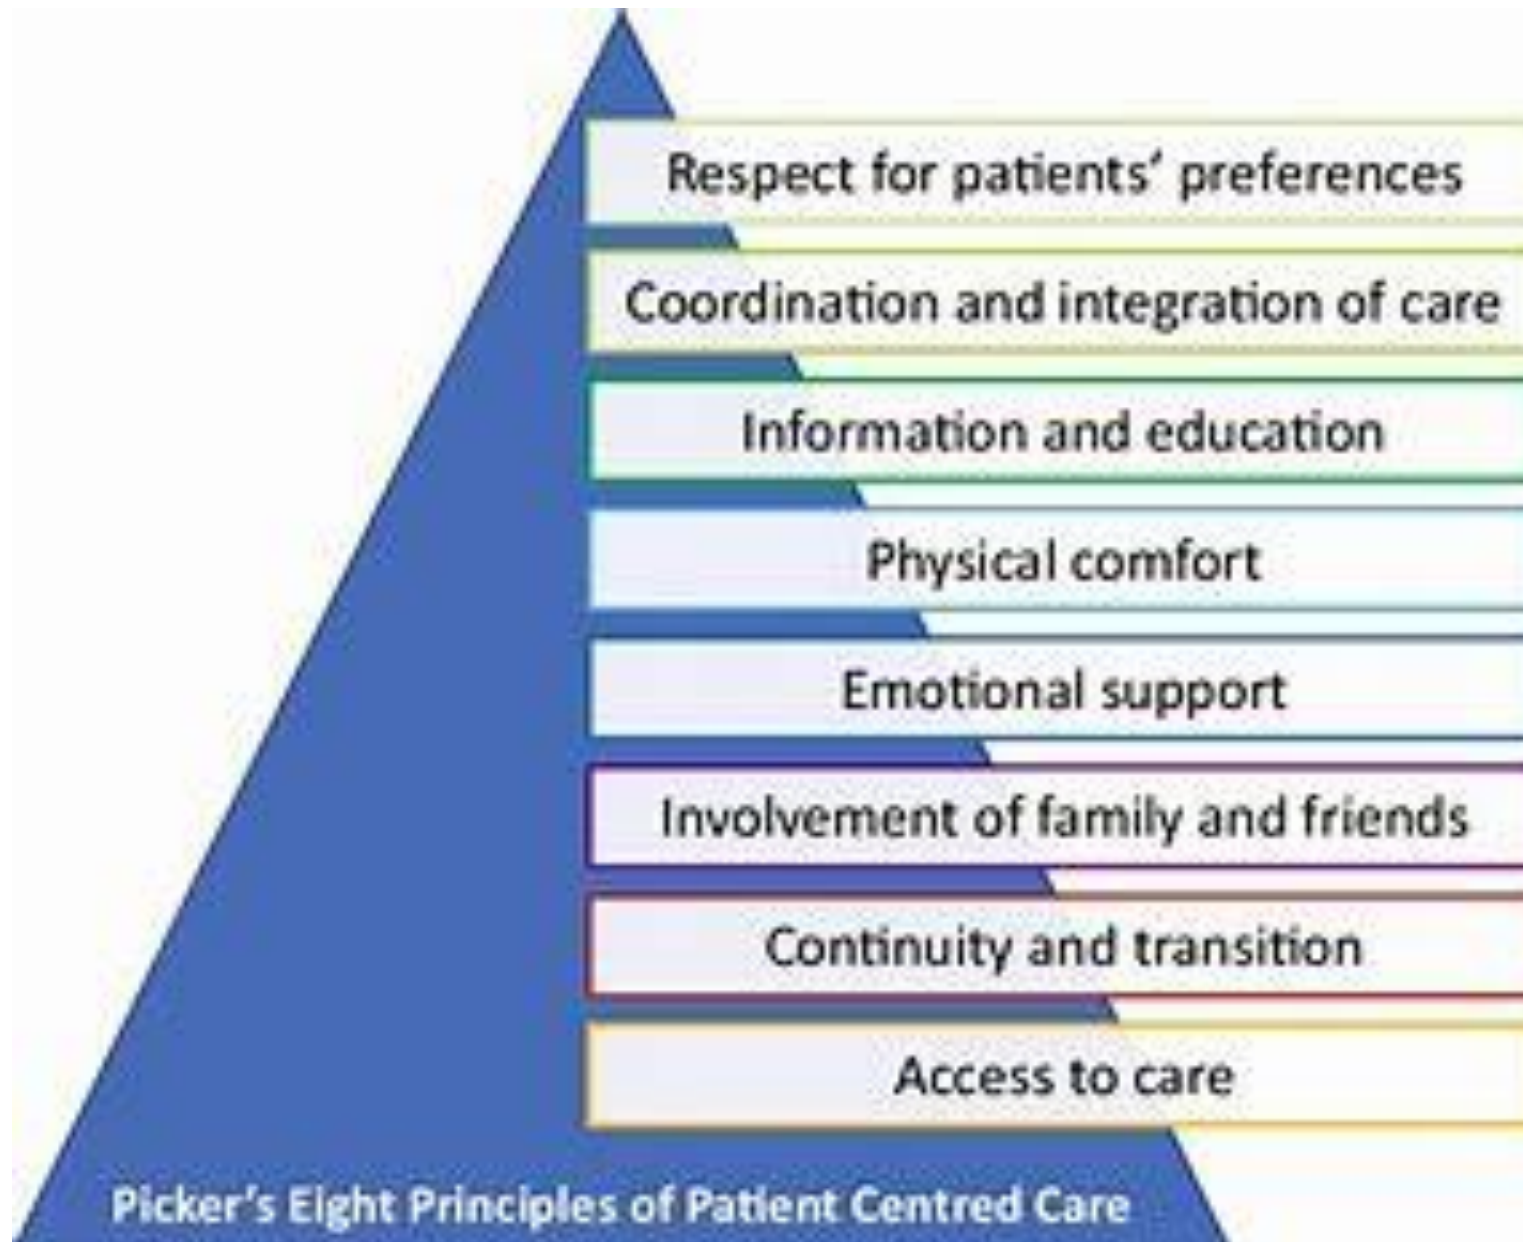 Respect for patients‘ preferences
Coordination and integration of care
Information and education
Physical comfort
Emotional support
Involvement of family and friends
Continuity and transition
Access to care
Picker's Eight Principles of Patient Centred Care